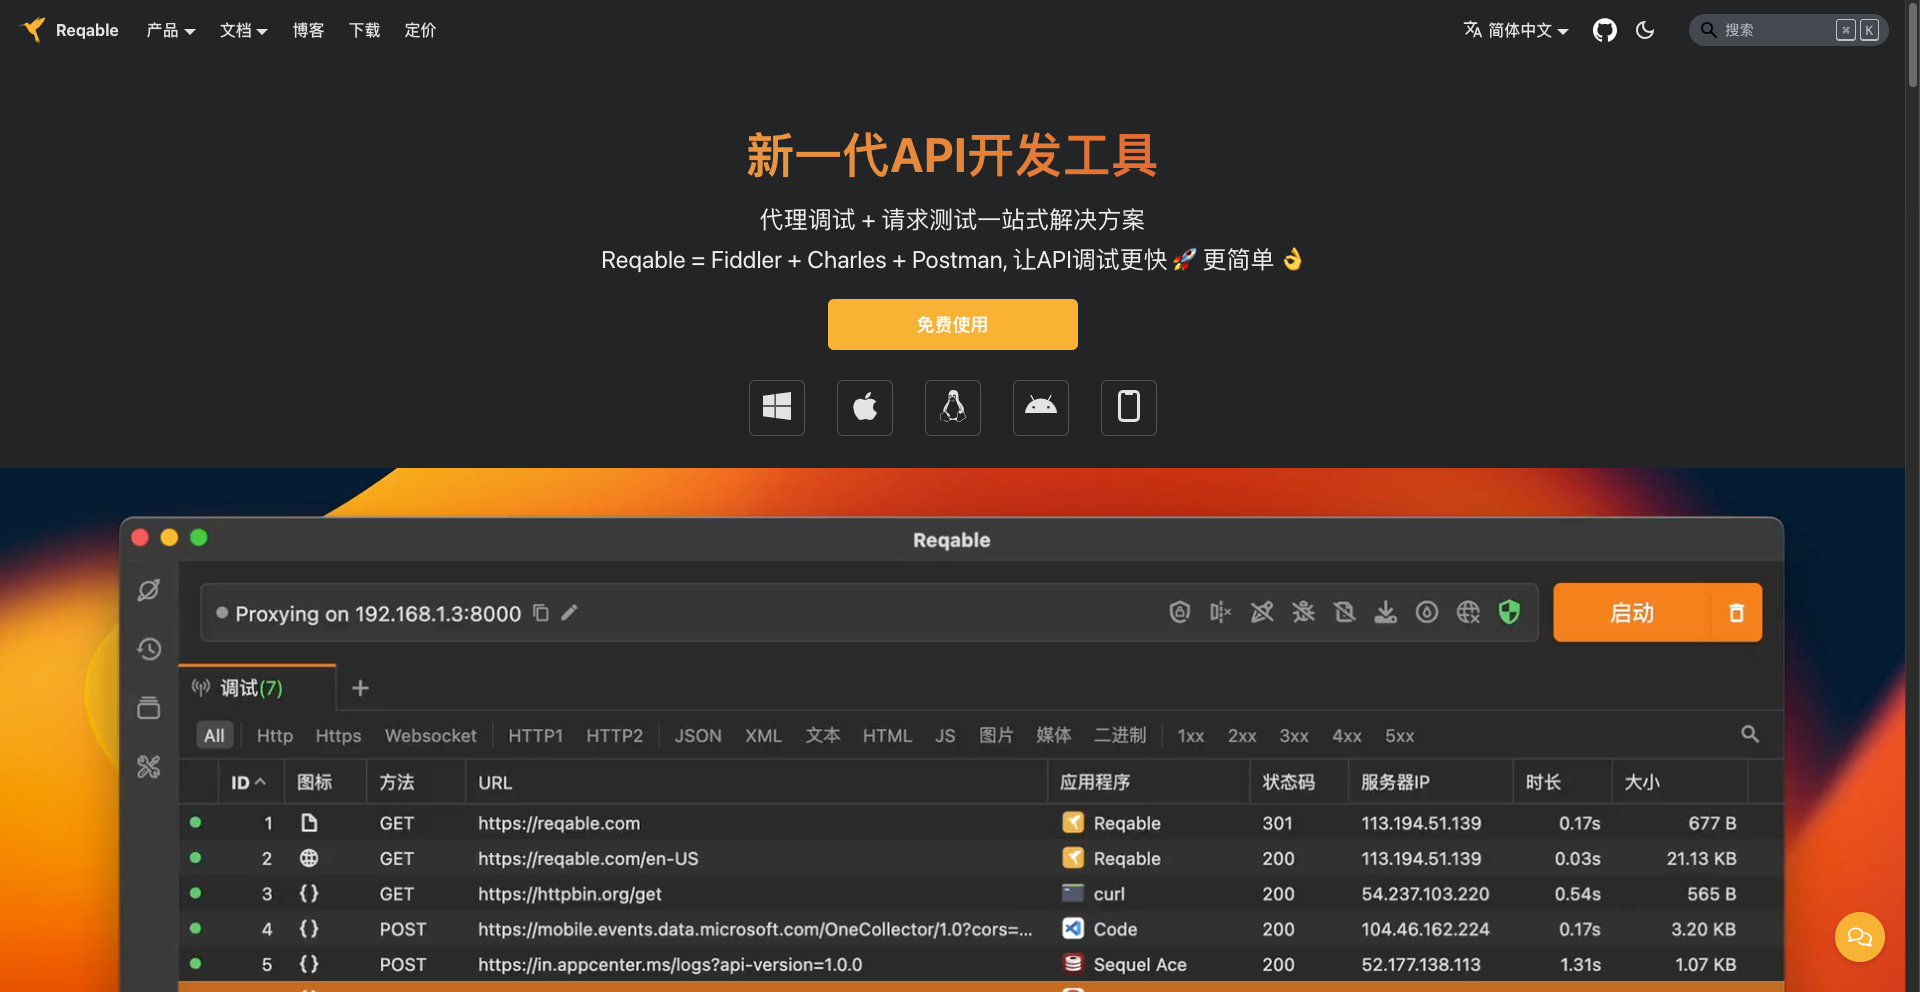 Reqable 产品 文档 博客 下载 定价 简体中文 搜索 ⌘ K
新一代API开发工具
代理调试 + 请求测试一站式解决方案
Reqable = Fiddler + Charles + Postman, 让API调试更快 🚀 更简单 👌
免费使用
Reqable
Proxying on 192.168.1.3:8000 启动
调试(7)
All Http Https Websocket HTTP1 HTTP2 JSON XML 文本 HTML JS 图片 媒体 二进制 1xx 2xx 3xx 4xx 5xx
ID 图标 方法 URL 应用程序 状态码 服务器IP 时长 大小
1 GET https://reqable.com Reqable 301 113.194.51.139 0.17s 677 B
2 GET https://reqable.com/en-US Reqable 200 113.194.51.139 0.03s 21.13 KB
3 GET https://httpbin.org/get curl 200 54.237.103.220 0.54s 565 B
4 POST https://mobile.events.data.microsoft.com/OneCollector/1.0?cors=... Code 200 104.46.162.224 0.17s 3.20 KB
5 POST https://in.appcenter.ms/logs?api-version=1.0.0 Sequel Ace 200 52.177.138.113 1.31s 1.07 KB